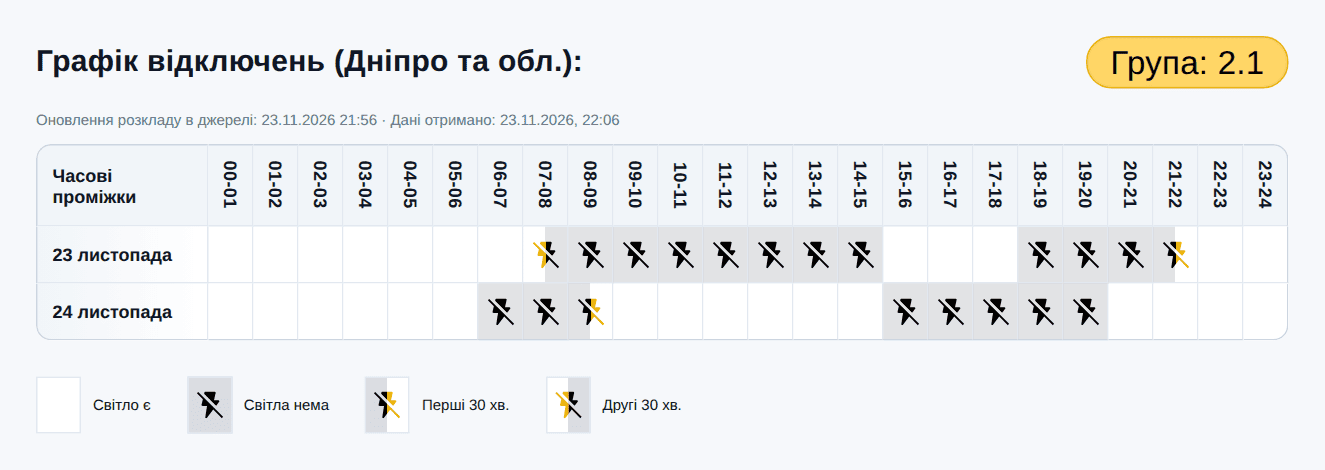 Графік відключень (Дніпро та обл.):
Група: 2.1
Оновлення розкладу в джерелі: 23.11.2026 21:56 · Дані отримано: 23.11.2026, 22:06
Часові
проміжки
00-01 01-02 02-03 03-04 04-05 05-06 06-07 07-08 08-09 09-10 10-11 11-12 12-13 13-14 14-15 15-16 16-17 17-18 18-19 19-20 20-21 21-22 22-23 23-24
23 листопада
24 листопада
Світло є Світла нема Перші 30 хв. Другі 30 хв.